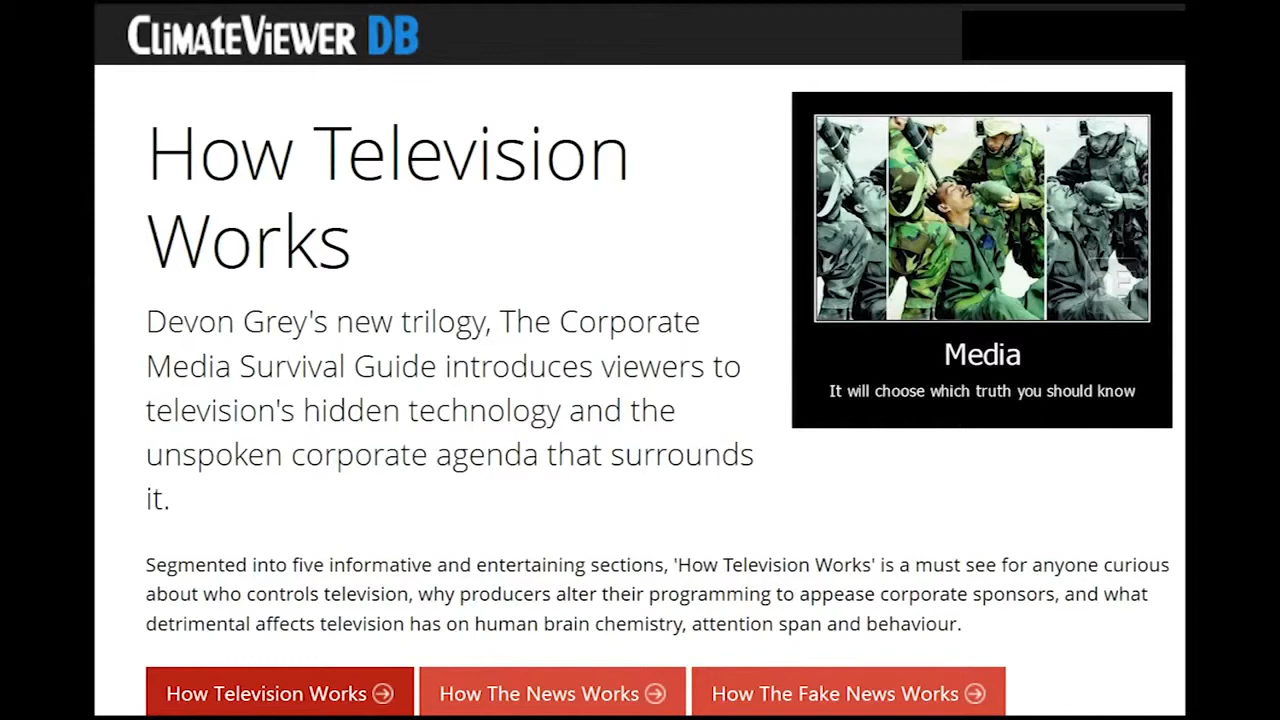 CLiMATEViEWER DB
How Television
Works
Devon Grey's new trilogy, The Corporate
Media Survival Guide introduces viewers to
television's hidden technology and the
unspoken corporate agenda that surrounds
it.
Media
It will choose which truth you should know
Segmented into five informative and entertaining sections, 'How Television Works' is a must see for anyone curious
about who controls television, why producers alter their programming to appease corporate sponsors, and what
detrimental affects television has on human brain chemistry, attention span and behaviour.
How Television Works
How The News Works
How The Fake News Works